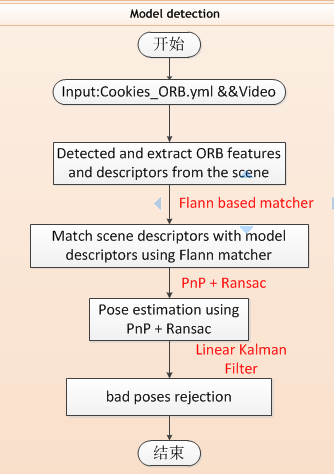 Model detection
开始
Input:Cookies_ORB.yml &&Video
Detected and extract ORB features
and descriptors from the scene
Flann based matcher
Match scene descriptors with model
descriptors using Flann matcher
PnP + Ransac
Pose estimation using
PnP + Ransac
Linear Kalman
Filter
bad poses rejection
结束